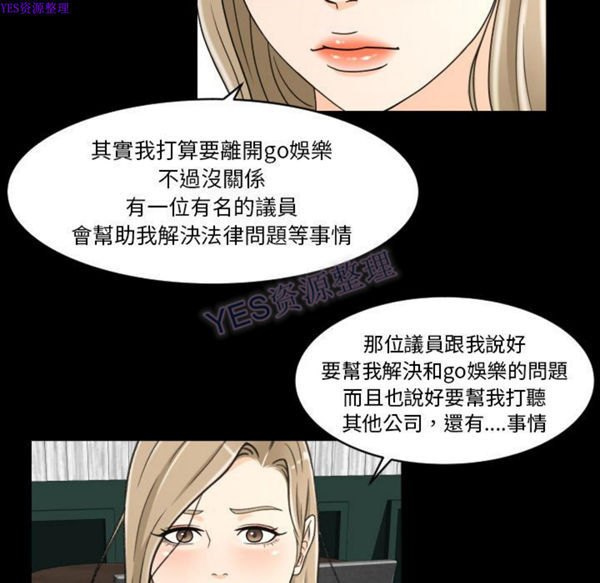 YES资源整理
其實我打算要離開go娛樂
不過沒關係
有一位有名的議員
會幫助我解決法律問題等事情
YES资源整理
那位議員跟我說好
要幫我解決和go娛樂的問題
而且也說好要幫我打聽
其他公司，還有....事情